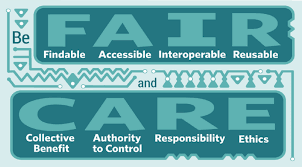 Be
FAIR
Findable Accessible Interoperable Reusable
and
CARE
Collective Benefit Authority to Control Responsibility Ethics